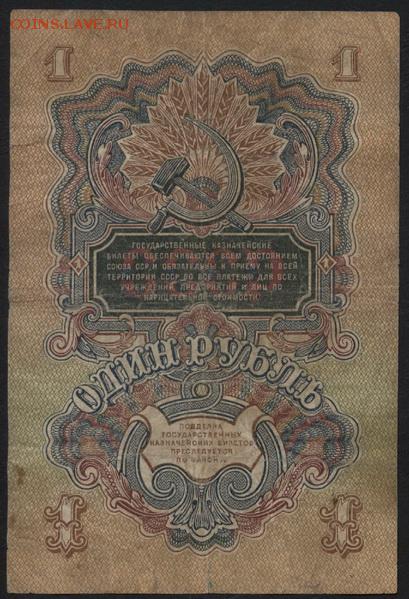 COINS.LAVE.RU
1 1
ГОСУДАРСТВЕННЫЕ КАЗНАЧЕЙСКИЕ
БИЛЕТЫ ОБЕСПЕЧИВАЮТСЯ ВСЕМ ДОСТОЯНИЕМ
СОЮЗА ССР И ОБЯЗАТЕЛЬНЫ К ПРИЕМУ НА ВСЕЙ
ТЕРРИТОРИИ СССР ВО ВСЕ ПЛАТЕЖИ ДЛЯ ВСЕХ
УЧРЕЖДЕНИЙ, ПРЕДПРИЯТИЙ И ЛИЦ ПО
НАРИЦАТЕЛЬНОЙ СТОИМОСТИ.
ОДИН РУБЛЬ
ПОДДЕЛКА
ГОСУДАРСТВЕННЫХ
КАЗНАЧЕЙСКИХ БИЛЕТОВ
ПРЕСЛЕДУЕТСЯ
ПО ЗАКОНУ
1 1